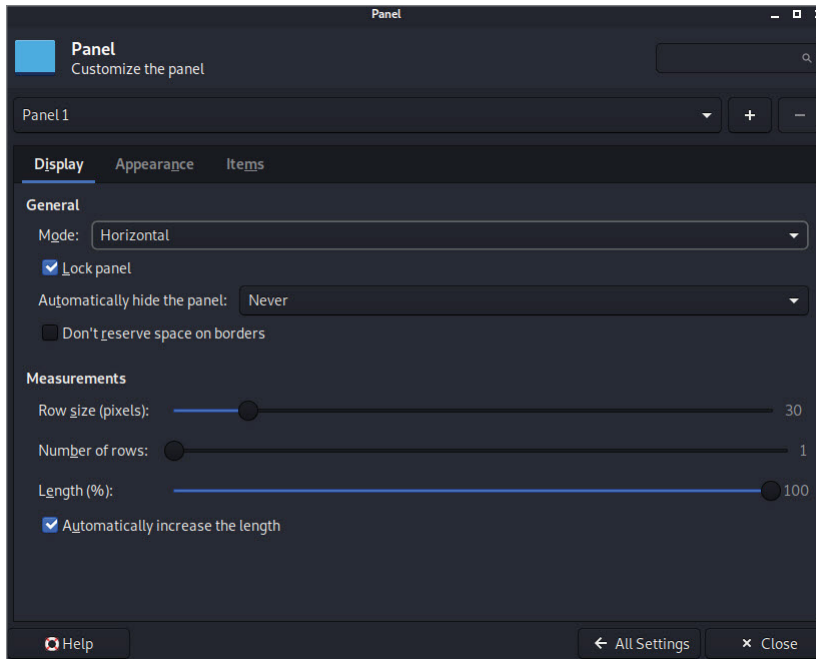 Panel
Panel
Customize the panel
Panel 1
Display Appearance Items
General
Mode: Horizontal
Lock panel
Automatically hide the panel: Never
Don't reserve space on borders
Measurements
Row size (pixels): 30
Number of rows: 1
Length (%): 100
Automatically increase the length
Help All Settings Close